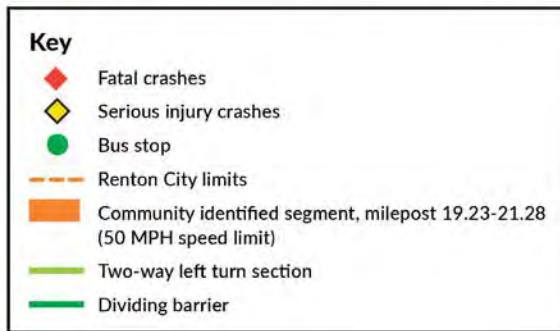 Key
Fatal crashes
Serious injury crashes
Bus stop
Renton City limits
Community identified segment, milepost 19.23-21.28
(50 MPH speed limit)
Two-way left turn section
Dividing barrier